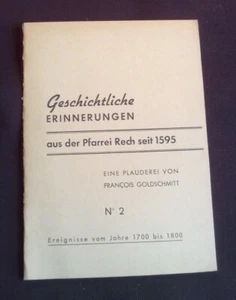 Geschichtliche
ERINNERUNGEN
aus der Pfarrei Rech seit 1595
EINE PLAUDEREI VON
FRANÇOIS GOLDSCHMITT
N° 2
Ereignisse vom Jahre 1700 bis 1800